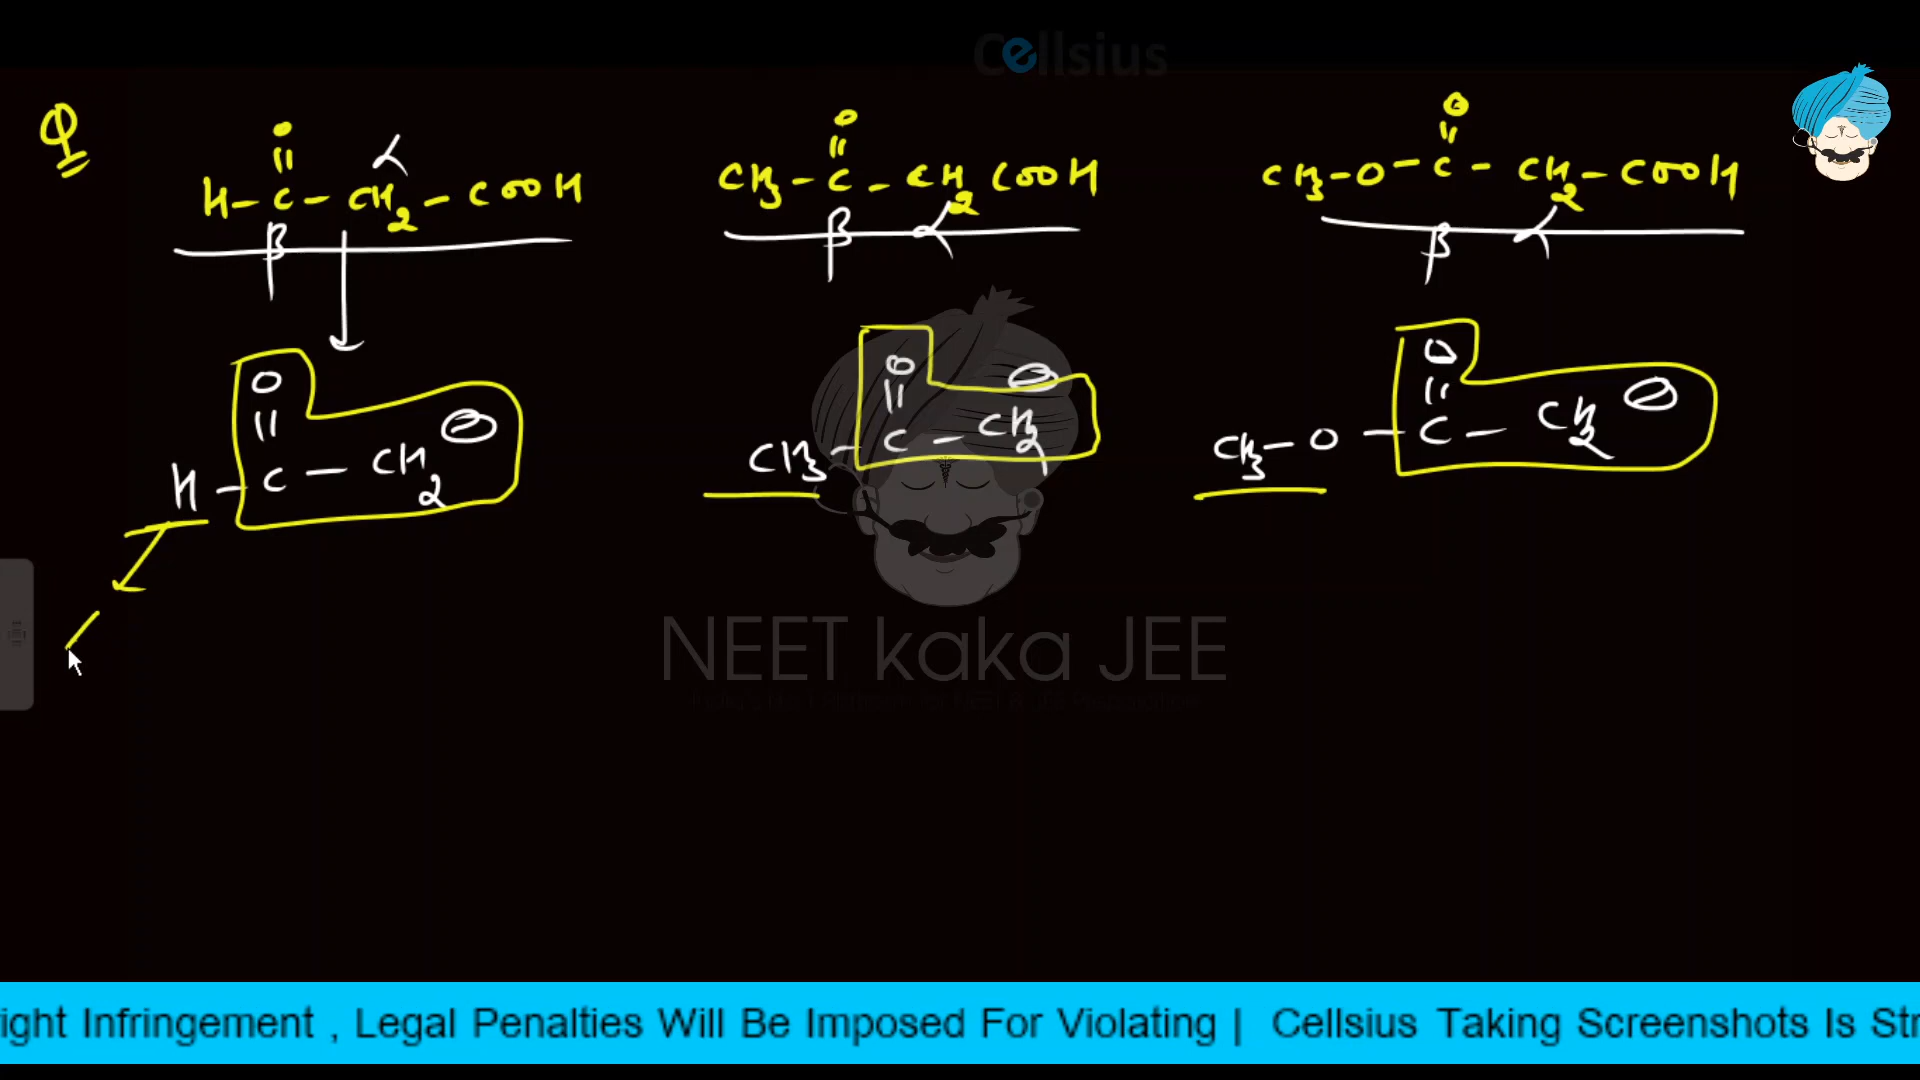 Cellsius
Q
O O O
|| α || ||
H-C-CH2-COOH CH3-C-CH2COOH CH3-O-C-CH2-COOH
β β α β α
O O ⊖ O ⊖
|| ⊖ || ||
H-C-CH2 CH3-C-CH2 CH3-O-C-CH2
NEET kaka JEE
ight Infringement , Legal Penalties Will Be Imposed For Violating | Cellsius Taking Screenshots Is Str